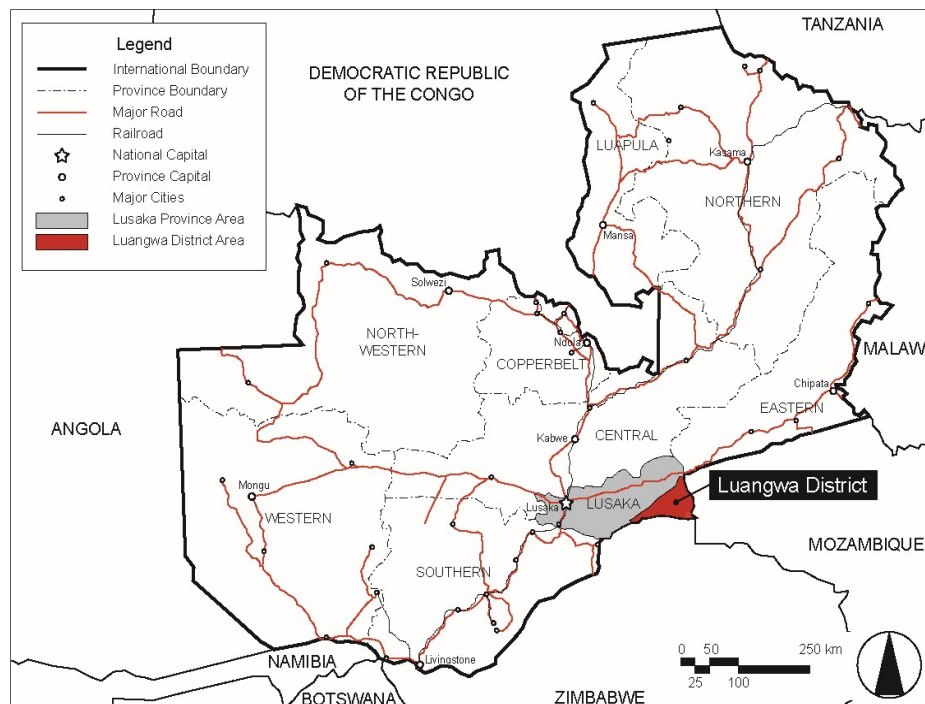 Legend
International Boundary
Province Boundary
Major Road
Railroad
National Capital
Province Capital
Major Cities
Lusaka Province Area
Luangwa District Area
TANZANIA
DEMOCRATIC REPUBLIC
OF THE CONGO
LUAPULA
Kasama
NORTHERN
Mansa
Solwezi
NORTH-
WESTERN
Ndola
COPPERBELT
MALAW
Chipata
EASTERN
ANGOLA
Kabwe
CENTRAL
Mongu
WESTERN
Lusaka
LUSAKA
Luangwa District
MOZAMBIQUE
SOUTHERN
Livingstone
NAMIBIA
BOTSWANA
ZIMBABWE
0 50 250 km
25 100